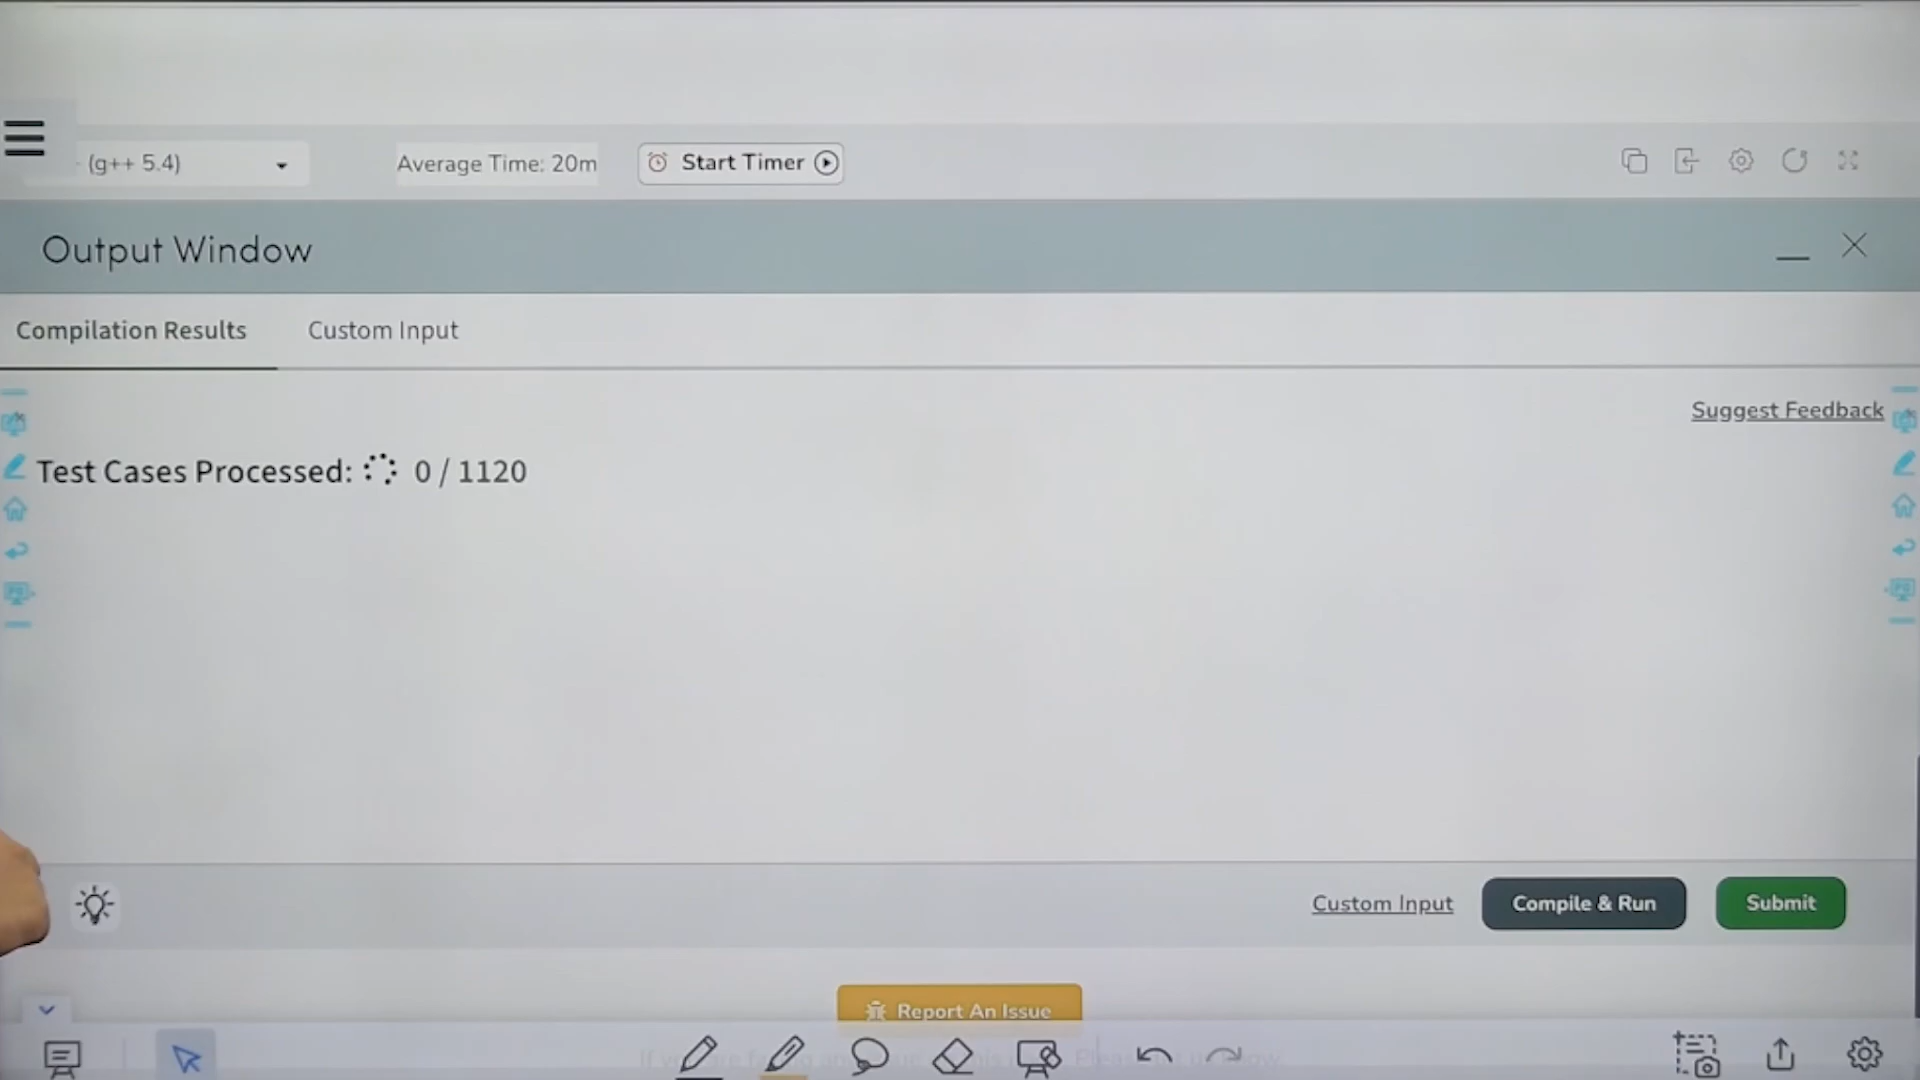 (g++ 5.4)
Average Time: 20m
Start Timer
Output Window
Compilation Results
Custom Input
Suggest Feedback
Test Cases Processed: 0 / 1120
Custom Input
Compile & Run
Submit
Report An Issue